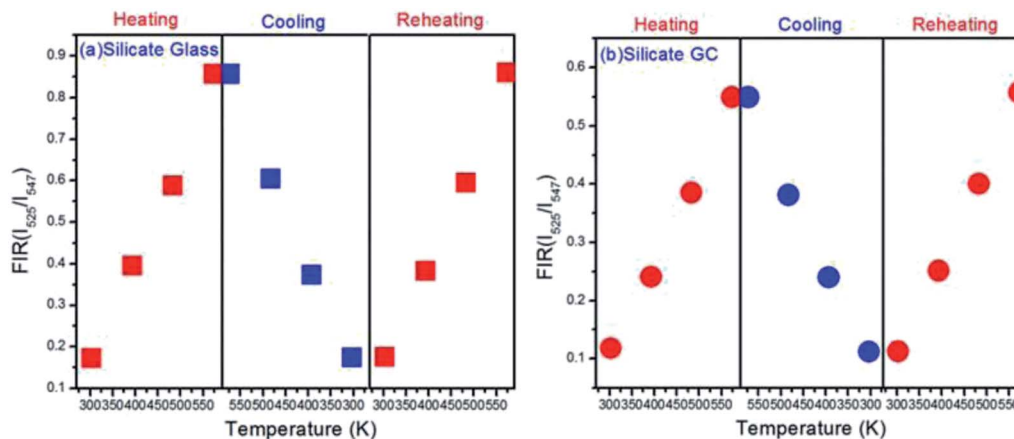 Heating Cooling Reheating
(a)Silicate Glass
0.9
0.8
0.7
0.6
0.5
0.4
0.3
0.2
0.1
FIR(I525/I547)
300350400450500550 550500450400350300 300350400450500550
Temperature (K)
Heating Cooling Reheating
(b)Silicate GC
0.6
0.5
0.4
0.3
0.2
0.1
FIR(I525/I547)
300350400450500550 550500450400350300 300350400450500550
Temperature (K)